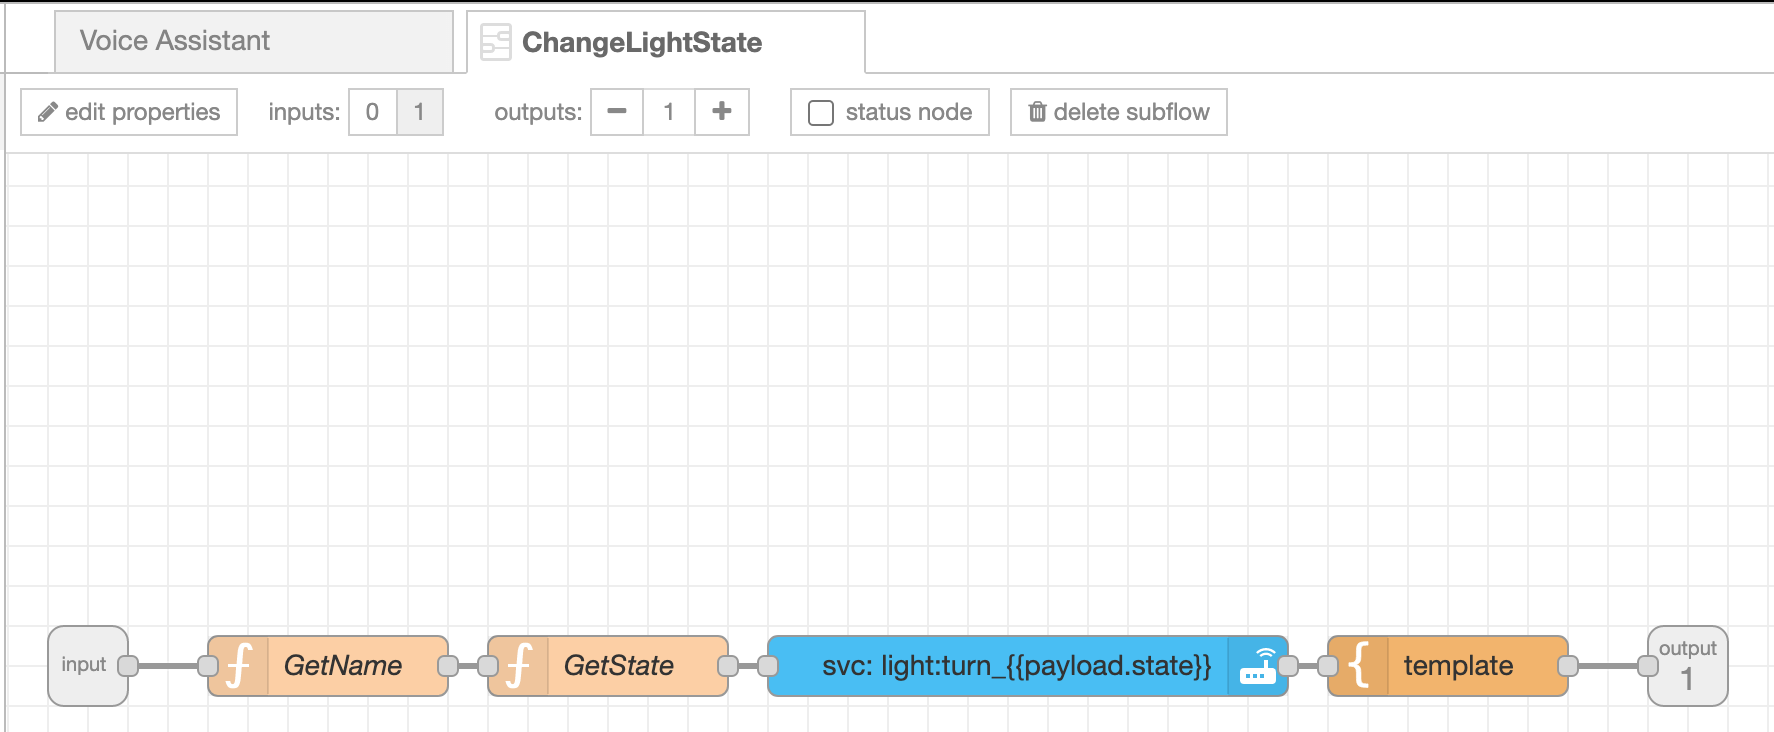 Voice Assistant
ChangeLightState
edit properties
inputs: 0 1
outputs: 1
status node
delete subflow
input
GetName
GetState
svc: light:turn_{{payload.state}}
template
output
1